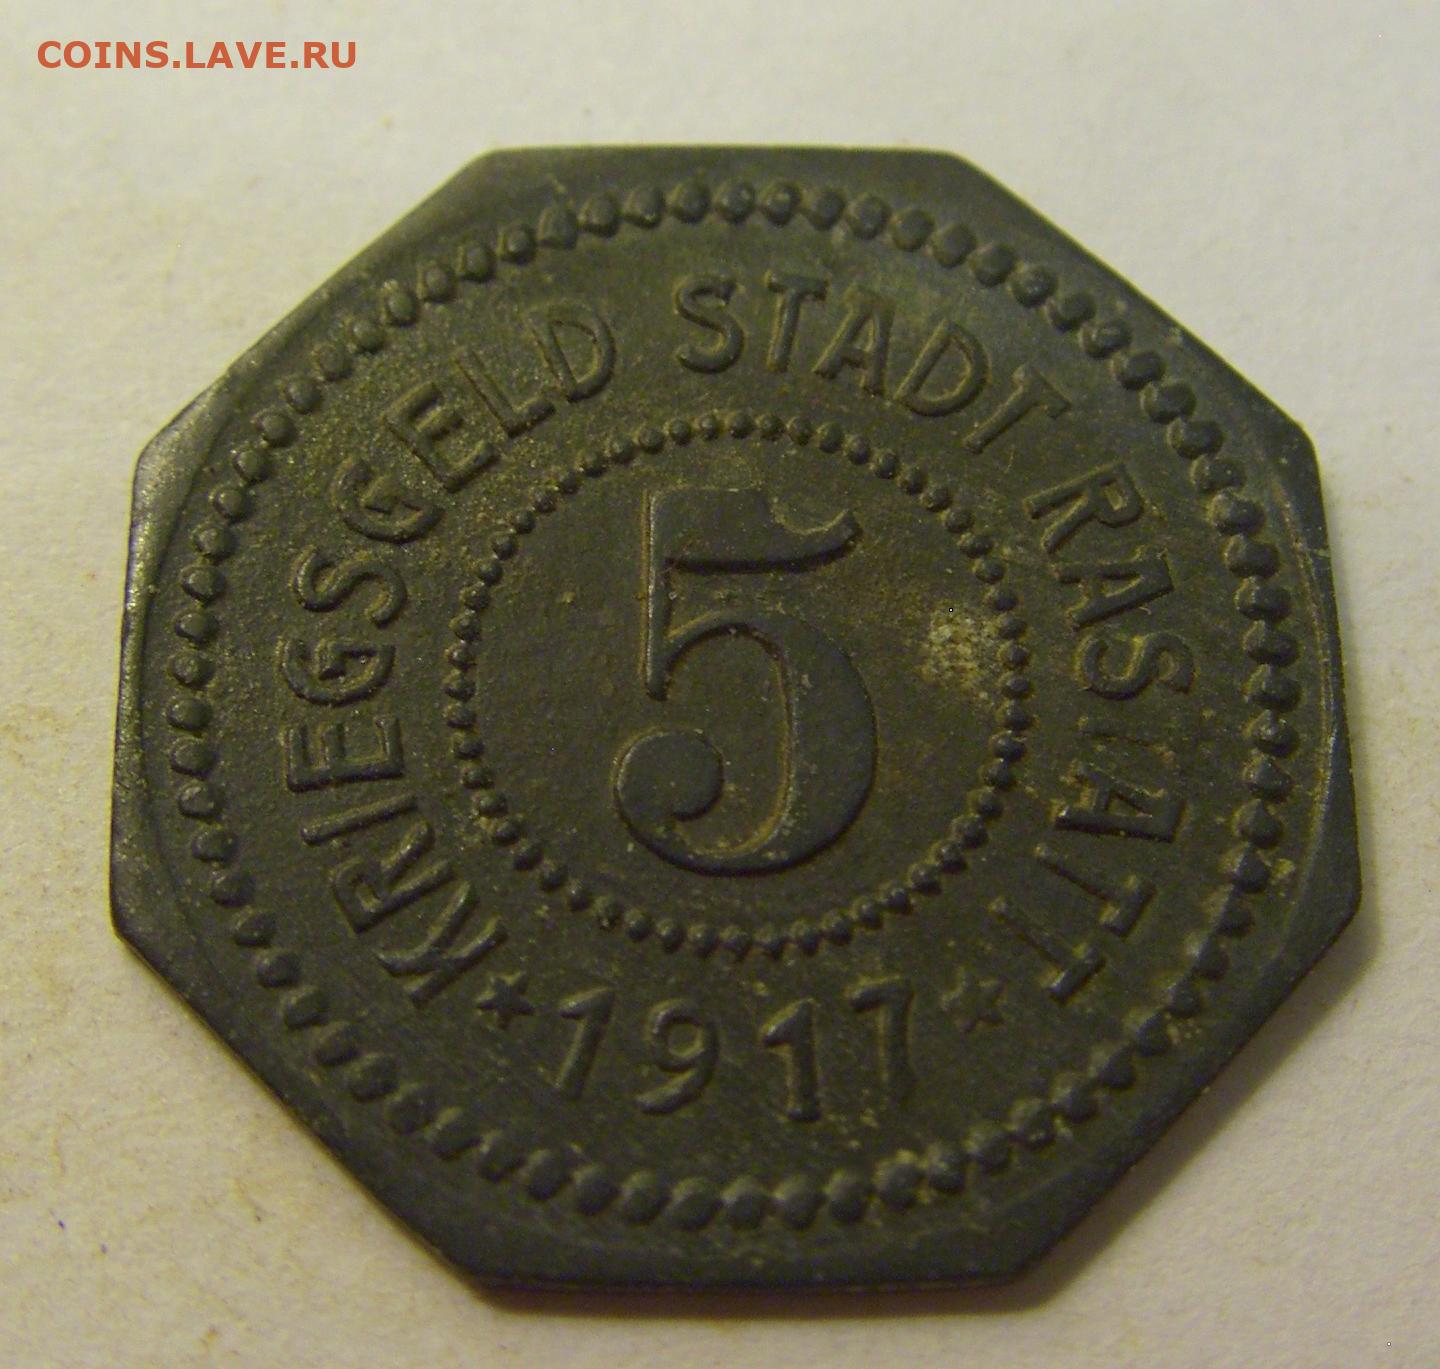 COINS.LAVE.RU
KRIEGSGELD STADT RASTATT
5
★ 1917 ★